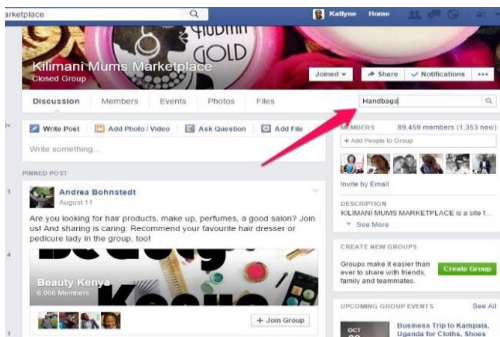 arketplace
Katlyne Home
NUBIAN
GOLD
Kilimani Mums Marketplace
Closed Group
Joined Share Notifications
Discussion Members Events Photos Files
Handbags
Write Post Add Photo / Video Ask Question Add File
Write something...
MEMBERS 89,459 members (1,353 new)
+ Add People to Group
Invite by Email
PINNED POST
Andrea Bohnstedt
August 11
Are you looking for hair products, make up, perfumes, a good salon? Join
us! And sharing is caring: Recommend your favourite hair dresser or
pedicure lady in the group, too!
Beauty
Kenya
Beauty Kenya
6,066 Members
+ Join Group
DESCRIPTION
KILIMANI MUMS MARKETPLACE is a site f...
See More
CREATE NEW GROUPS
Groups make it easier than
ever to share with friends,
family and teammates.
Create Group
UPCOMING GROUP EVENTS See All
OCT
Business Trip to Kampala,
Uganda for Cloths, Shoes